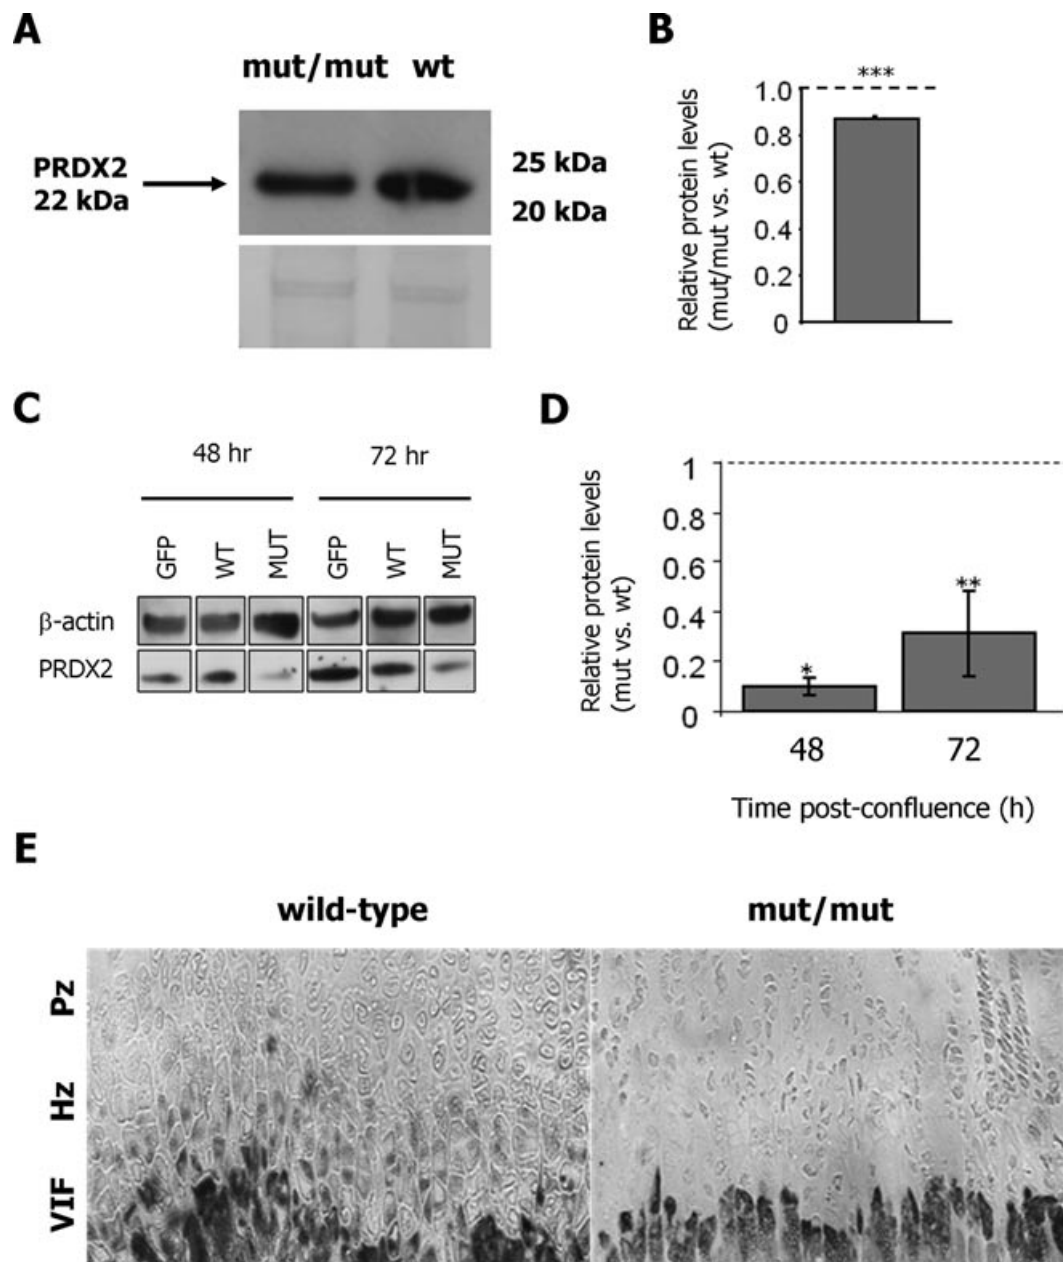 A
mut/mut wt
PRDX2
22 kDa
25 kDa
20 kDa
B
***
Relative protein levels
(mut/mut vs. wt)
1.0
0.8
0.6
0.4
0.2
0
C
48 hr
72 hr
GFP
WT
MUT
GFP
WT
MUT
β-actin
PRDX2
D
Relative protein levels
(mut vs. wt)
1
0.8
0.6
0.4
0.2
0
*
**
48
72
Time post-confluence (h)
E
wild-type
mut/mut
Pz
Hz
VIF